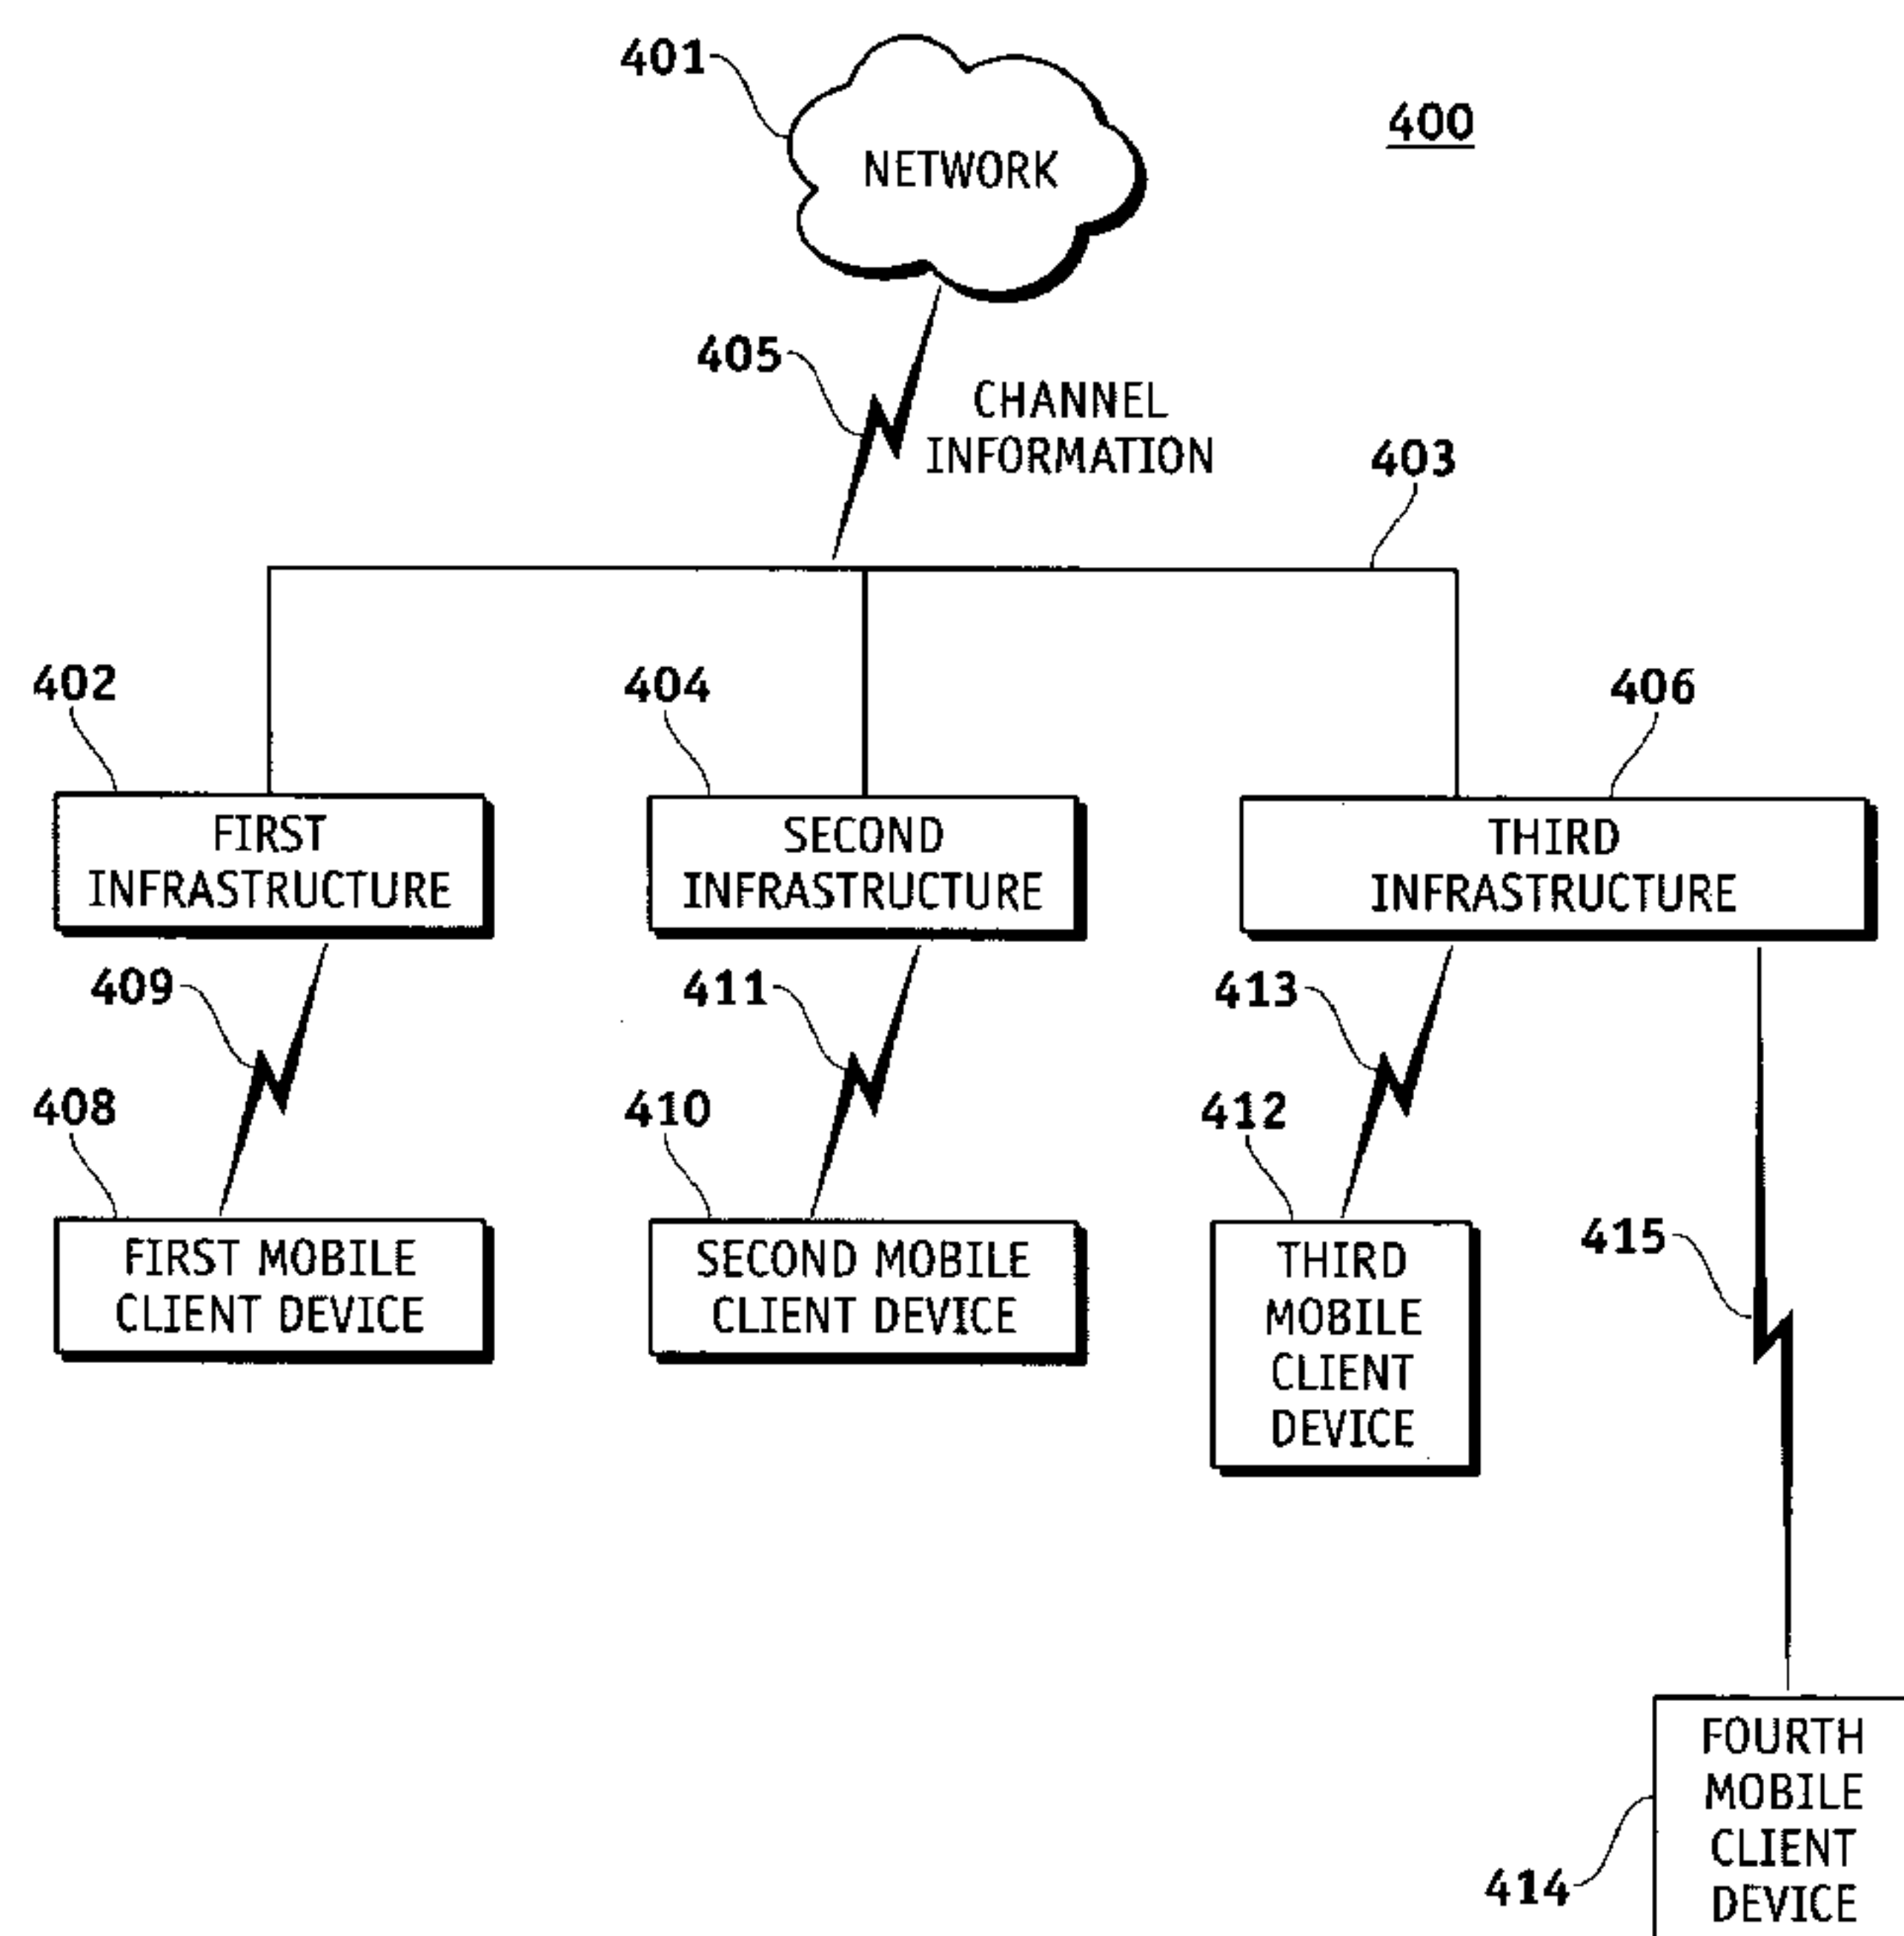 401
NETWORK
400
405
CHANNEL
INFORMATION
403
402
404
406
FIRST
INFRASTRUCTURE
SECOND
INFRASTRUCTURE
THIRD
INFRASTRUCTURE
409
411
413
408
410
412
FIRST MOBILE
CLIENT DEVICE
SECOND MOBILE
CLIENT DEVICE
THIRD
MOBILE
CLIENT
DEVICE
415
FOURTH
MOBILE
CLIENT
DEVICE
414